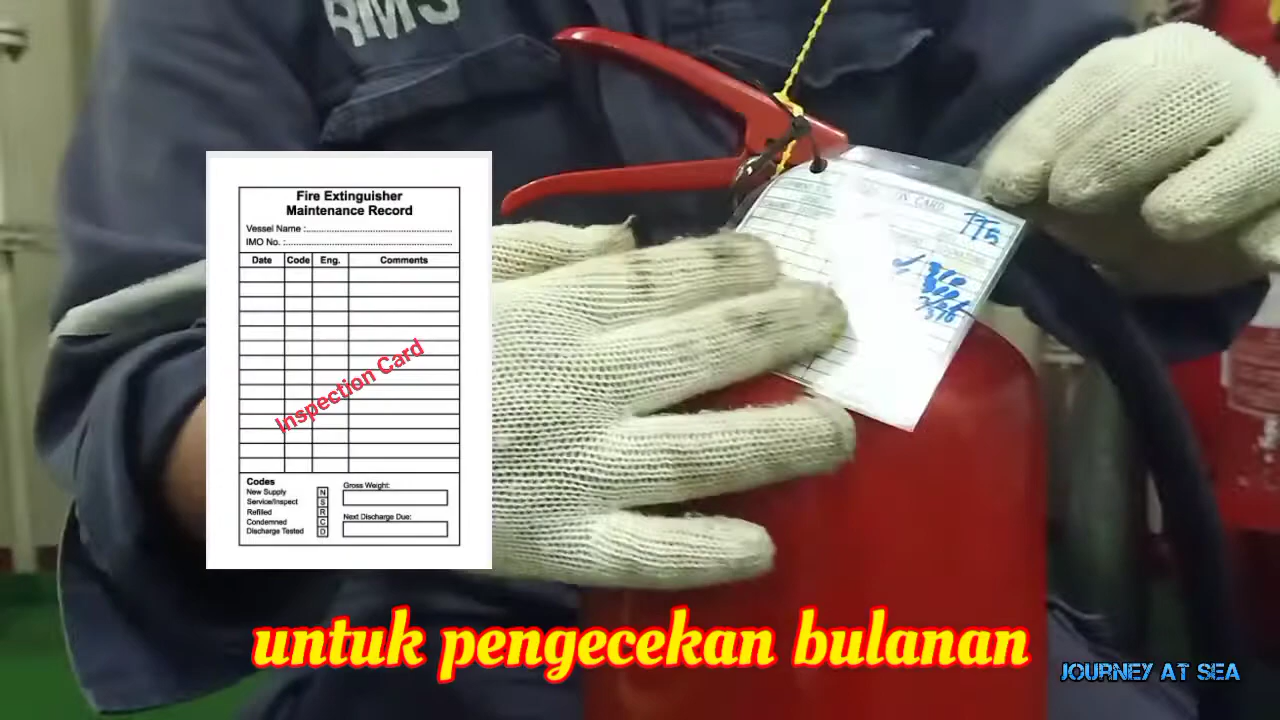 RMS
Fire Extinguisher
Maintenance Record
Vessel Name :
IMO No. :
Date Code Eng. Comments
Inspection Card
Codes
New Supply N
Service/Inspect S
Refilled R
Condemned C
Discharge Tested D
Gross Weight:
Next Discharge Due:
CARD
untuk pengecekan bulanan
JOURNEY AT SEA